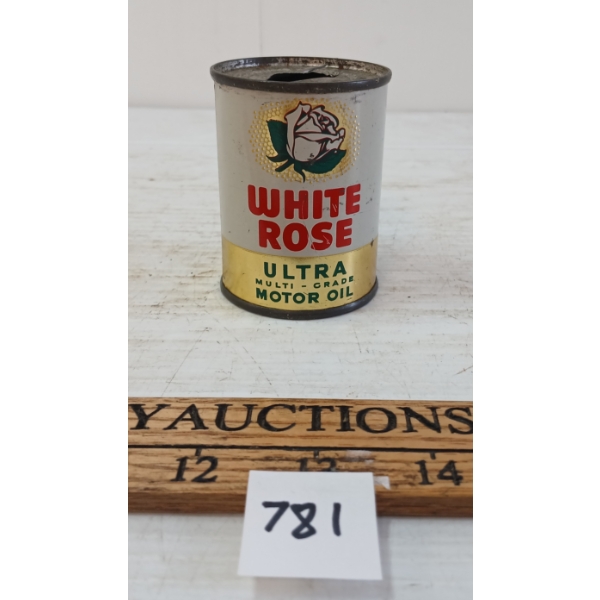 WHITE
ROSE
ULTRA
MULTI - GRADE
MOTOR OIL
YAUCTIONS
12 13 14
781